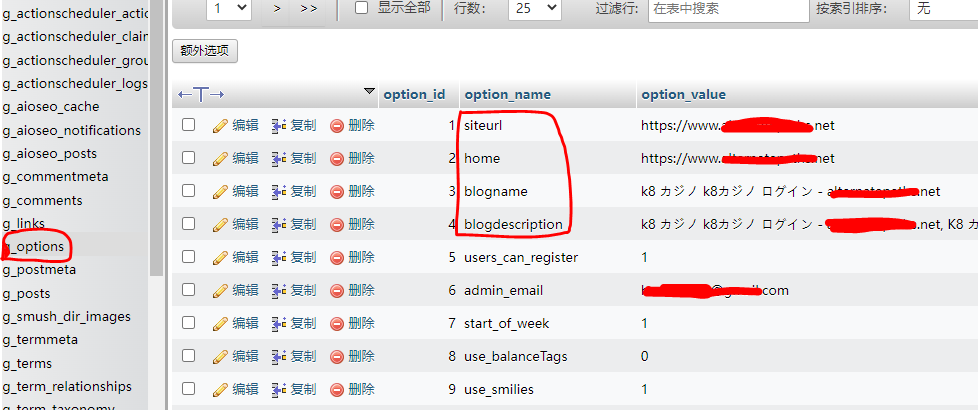 g_actionscheduler_actic
g_actionscheduler_clain
g_actionscheduler_grou
g_actionscheduler_logs
g_aioseo_cache
g_aioseo_notifications
g_aioseo_posts
g_commentmeta
g_comments
g_links
g_options
g_postmeta
g_posts
g_smush_dir_images
g_termmeta
g_terms
g_term_relationships
g_term_taxonomy
1 > >> 显示全部 行数: 25 过滤行: 在表中搜索 按索引排序: 无
额外选项
←T→ option_id option_name option_value
编辑 复制 删除 1 siteurl https://www. .net
编辑 复制 删除 2 home https://www. .net
编辑 复制 删除 3 blogname k8 カジノ k8カジノ ログイン - .net
编辑 复制 删除 4 blogdescription k8 カジノ k8カジノ ログイン - .net, K8 カ
编辑 复制 删除 5 users_can_register 1
编辑 复制 删除 6 admin_email .com
编辑 复制 删除 7 start_of_week 1
编辑 复制 删除 8 use_balanceTags 0
编辑 复制 删除 9 use_smilies 1